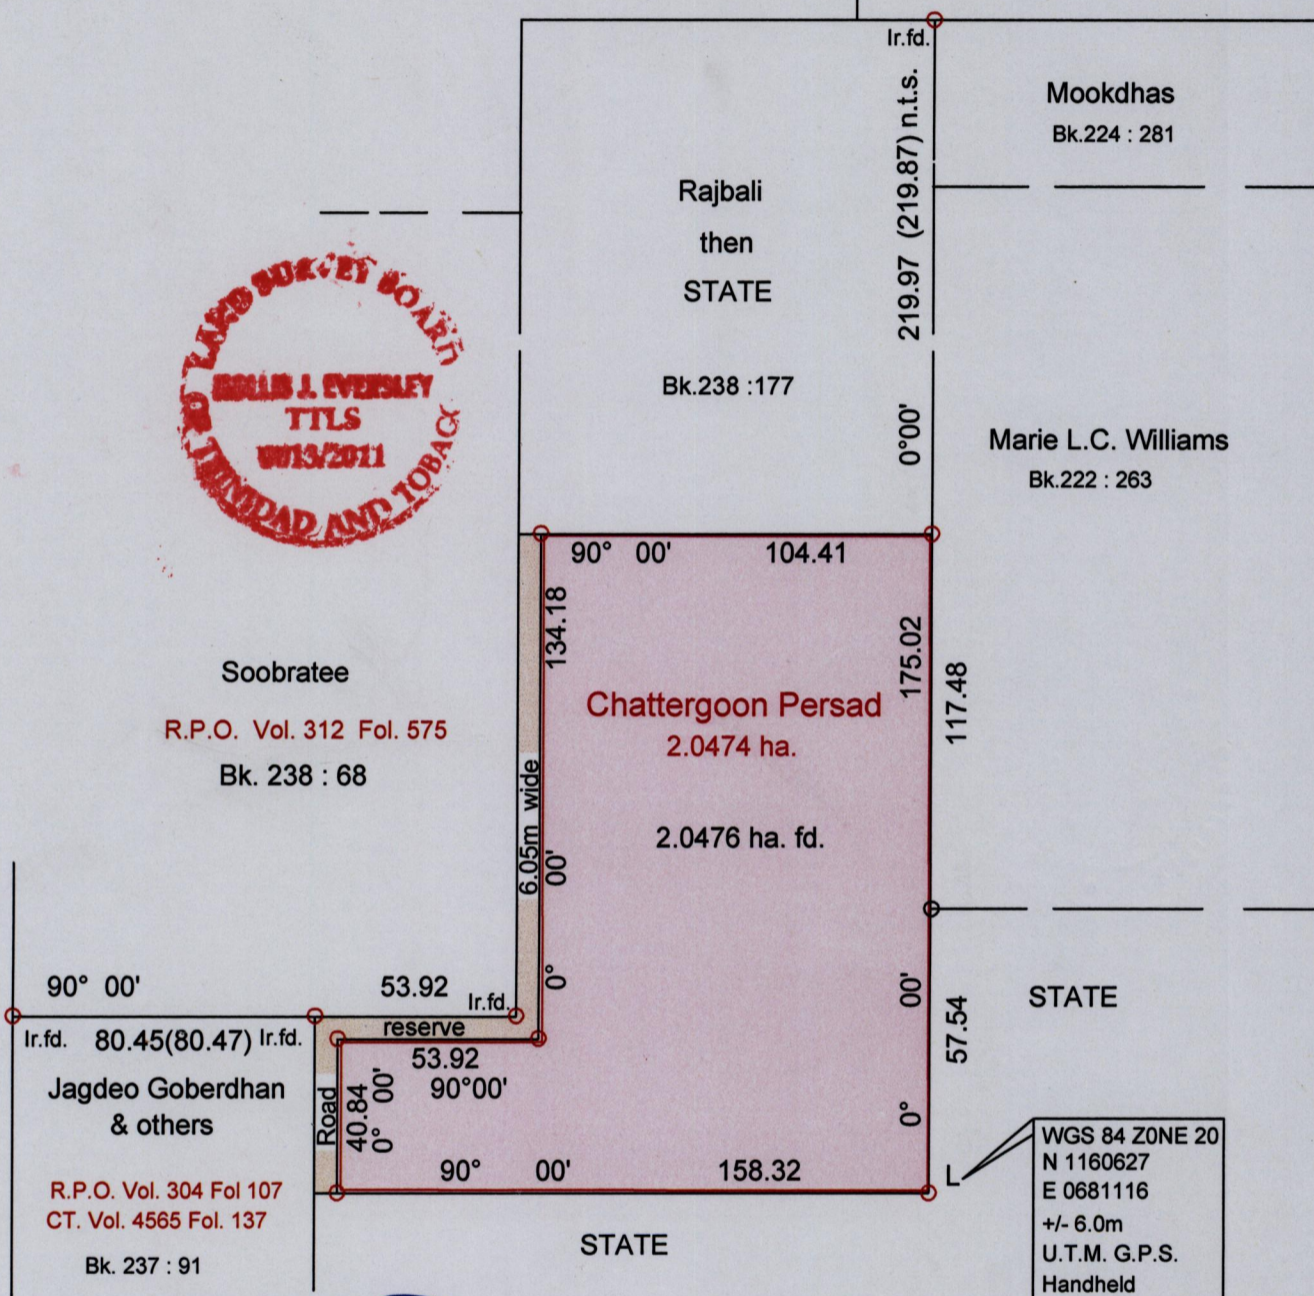 Ir.fd.
219.97 (219.87) n.t.s.
0°00'
Mookdhas
Bk.224 : 281
Rajbali
then
STATE
Bk.238 :177
LAND SURVEY BOARD
OF TRINIDAD AND TOBAGO
HOLLIS J. EVERSLEY
TTLS
0013/2011
Marie L.C. Williams
Bk.222 : 263
90° 00' 104.41
134.18
0° 00'
6.05m wide
175.02
0° 00'
117.48
57.54
Soobratee
R.P.O. Vol. 312 Fol. 575
Bk. 238 : 68
Chattergoon Persad
2.0474 ha.
2.0476 ha. fd.
90° 00'
53.92
Ir.fd.
reserve
Ir.fd. 80.45(80.47) Ir.fd.
53.92
90°00'
STATE
Jagdeo Goberdhan
& others
Road
40.84
0° 00'
R.P.O. Vol. 304 Fol 107
CT. Vol. 4565 Fol. 137
Bk. 237 : 91
90° 00' 158.32
L
STATE
WGS 84 Z0NE 20
N 1160627
E 0681116
+/- 6.0m
U.T.M. G.P.S.
Handheld